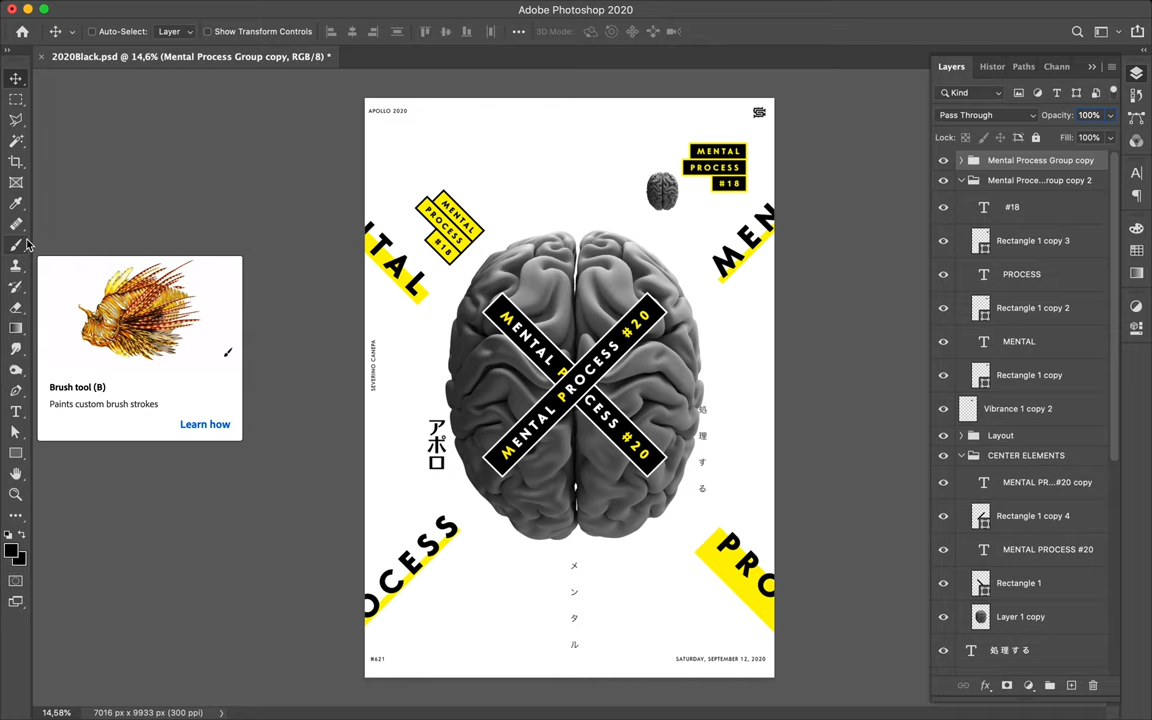 Adobe Photoshop 2020
Auto-Select:
Layer
Show Transform Controls
3D Mode:
2020Black.psd @ 14,6% (Mental Process Group copy, RGB/8) *
Brush tool (B)
Paints custom brush strokes
Learn how
APOLLO 2020
MENTAL
PROCESS
#18
MENTAL
PROCESS
#18
NTAL
MEN
MENTAL PROCESS #20
MENTAL P CESS #20
SEVERINO CANEPA
アポロ
処理する
メンタル
OCESS
PRO
#621
SATURDAY, SEPTEMBER 12, 2020
Layers
Histor
Paths
Chann
Kind
Pass Through
Opacity: 100%
Lock:
Fill: 100%
Mental Process Group copy
Mental Proce...roup copy 2
#18
Rectangle 1 copy 3
PROCESS
Rectangle 1 copy 2
MENTAL
Rectangle 1 copy
Vibrance 1 copy 2
Layout
CENTER ELEMENTS
MENTAL PR...#20 copy
Rectangle 1 copy 4
MENTAL PROCESS #20
Rectangle 1
Layer 1 copy
処理する
14,58%
7016 px x 9933 px (300 ppi)